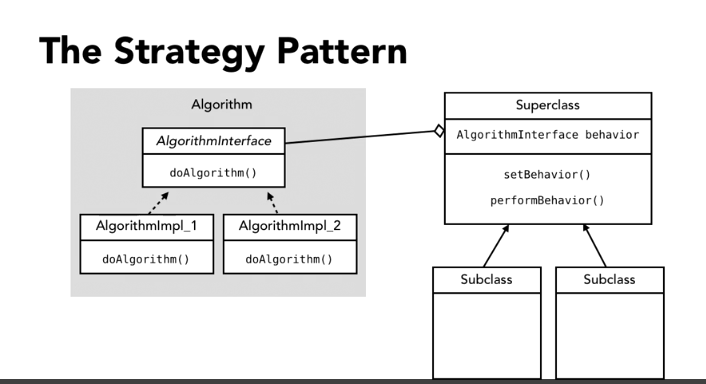 The Strategy Pattern
Algorithm
AlgorithmInterface
doAlgorithm()
AlgorithmImpl_1
doAlgorithm()
AlgorithmImpl_2
doAlgorithm()
Superclass
AlgorithmInterface behavior
setBehavior()
performBehavior()
Subclass
Subclass